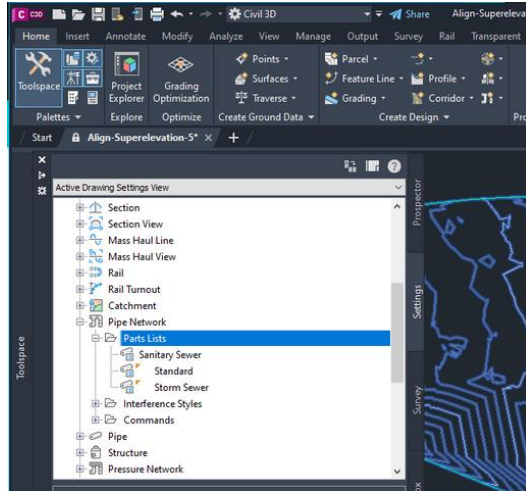 C C3D Civil 3D Share Align-Supereleva
Home Insert Annotate Modify Analyze View Manage Output Survey Rail Transparent
Toolspace
Project Explorer
Grading Optimization
Points
Surfaces
Traverse
Parcel
Feature Line
Grading
Profile
Corridor
Palettes Explore Optimize Create Ground Data Create Design Pro
Start Align-Superelevation-5*
Active Drawing Settings View
Section
Section View
Mass Haul Line
Mass Haul View
Rail
Rail Turnout
Catchment
Pipe Network
Parts Lists
Sanitary Sewer
Standard
Storm Sewer
Interference Styles
Commands
Pipe
Structure
Pressure Network
Prospector
Settings
Survey
Toolspace